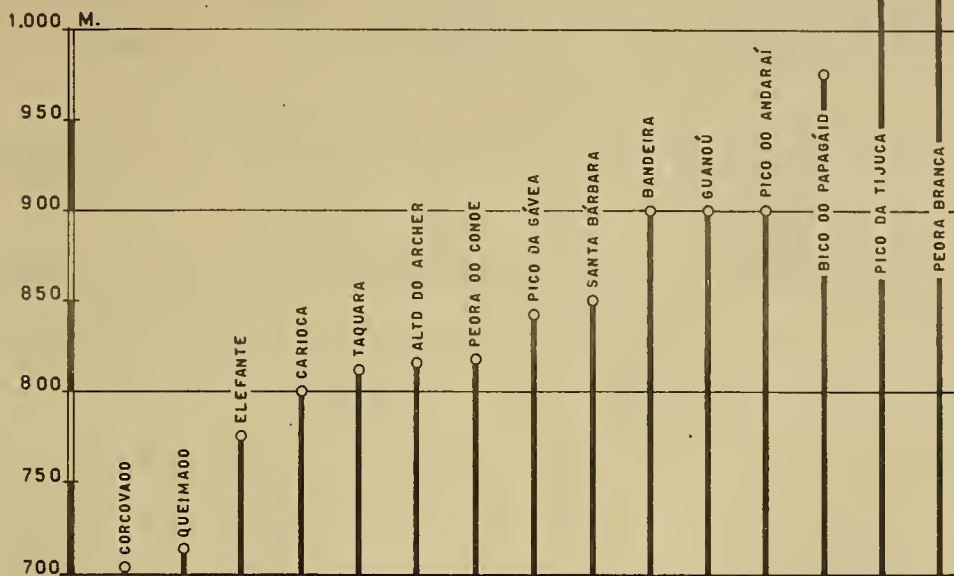 1.000 M.
950
900
850
800
750
700
CORCOVADO
QUEIMADO
ELEFANTE
CARIOCA
TAQUARA
ALTO DO ARCHER
PEDRA DO CONDE
PICO DA GÁVEA
SANTA BÁRBARA
BANDEIRA
GUANDÚ
PICO DO ANDARAÍ
BICO DO PAPAGÁIO
PICO DA TIJUCA
PEDRA BRANCA